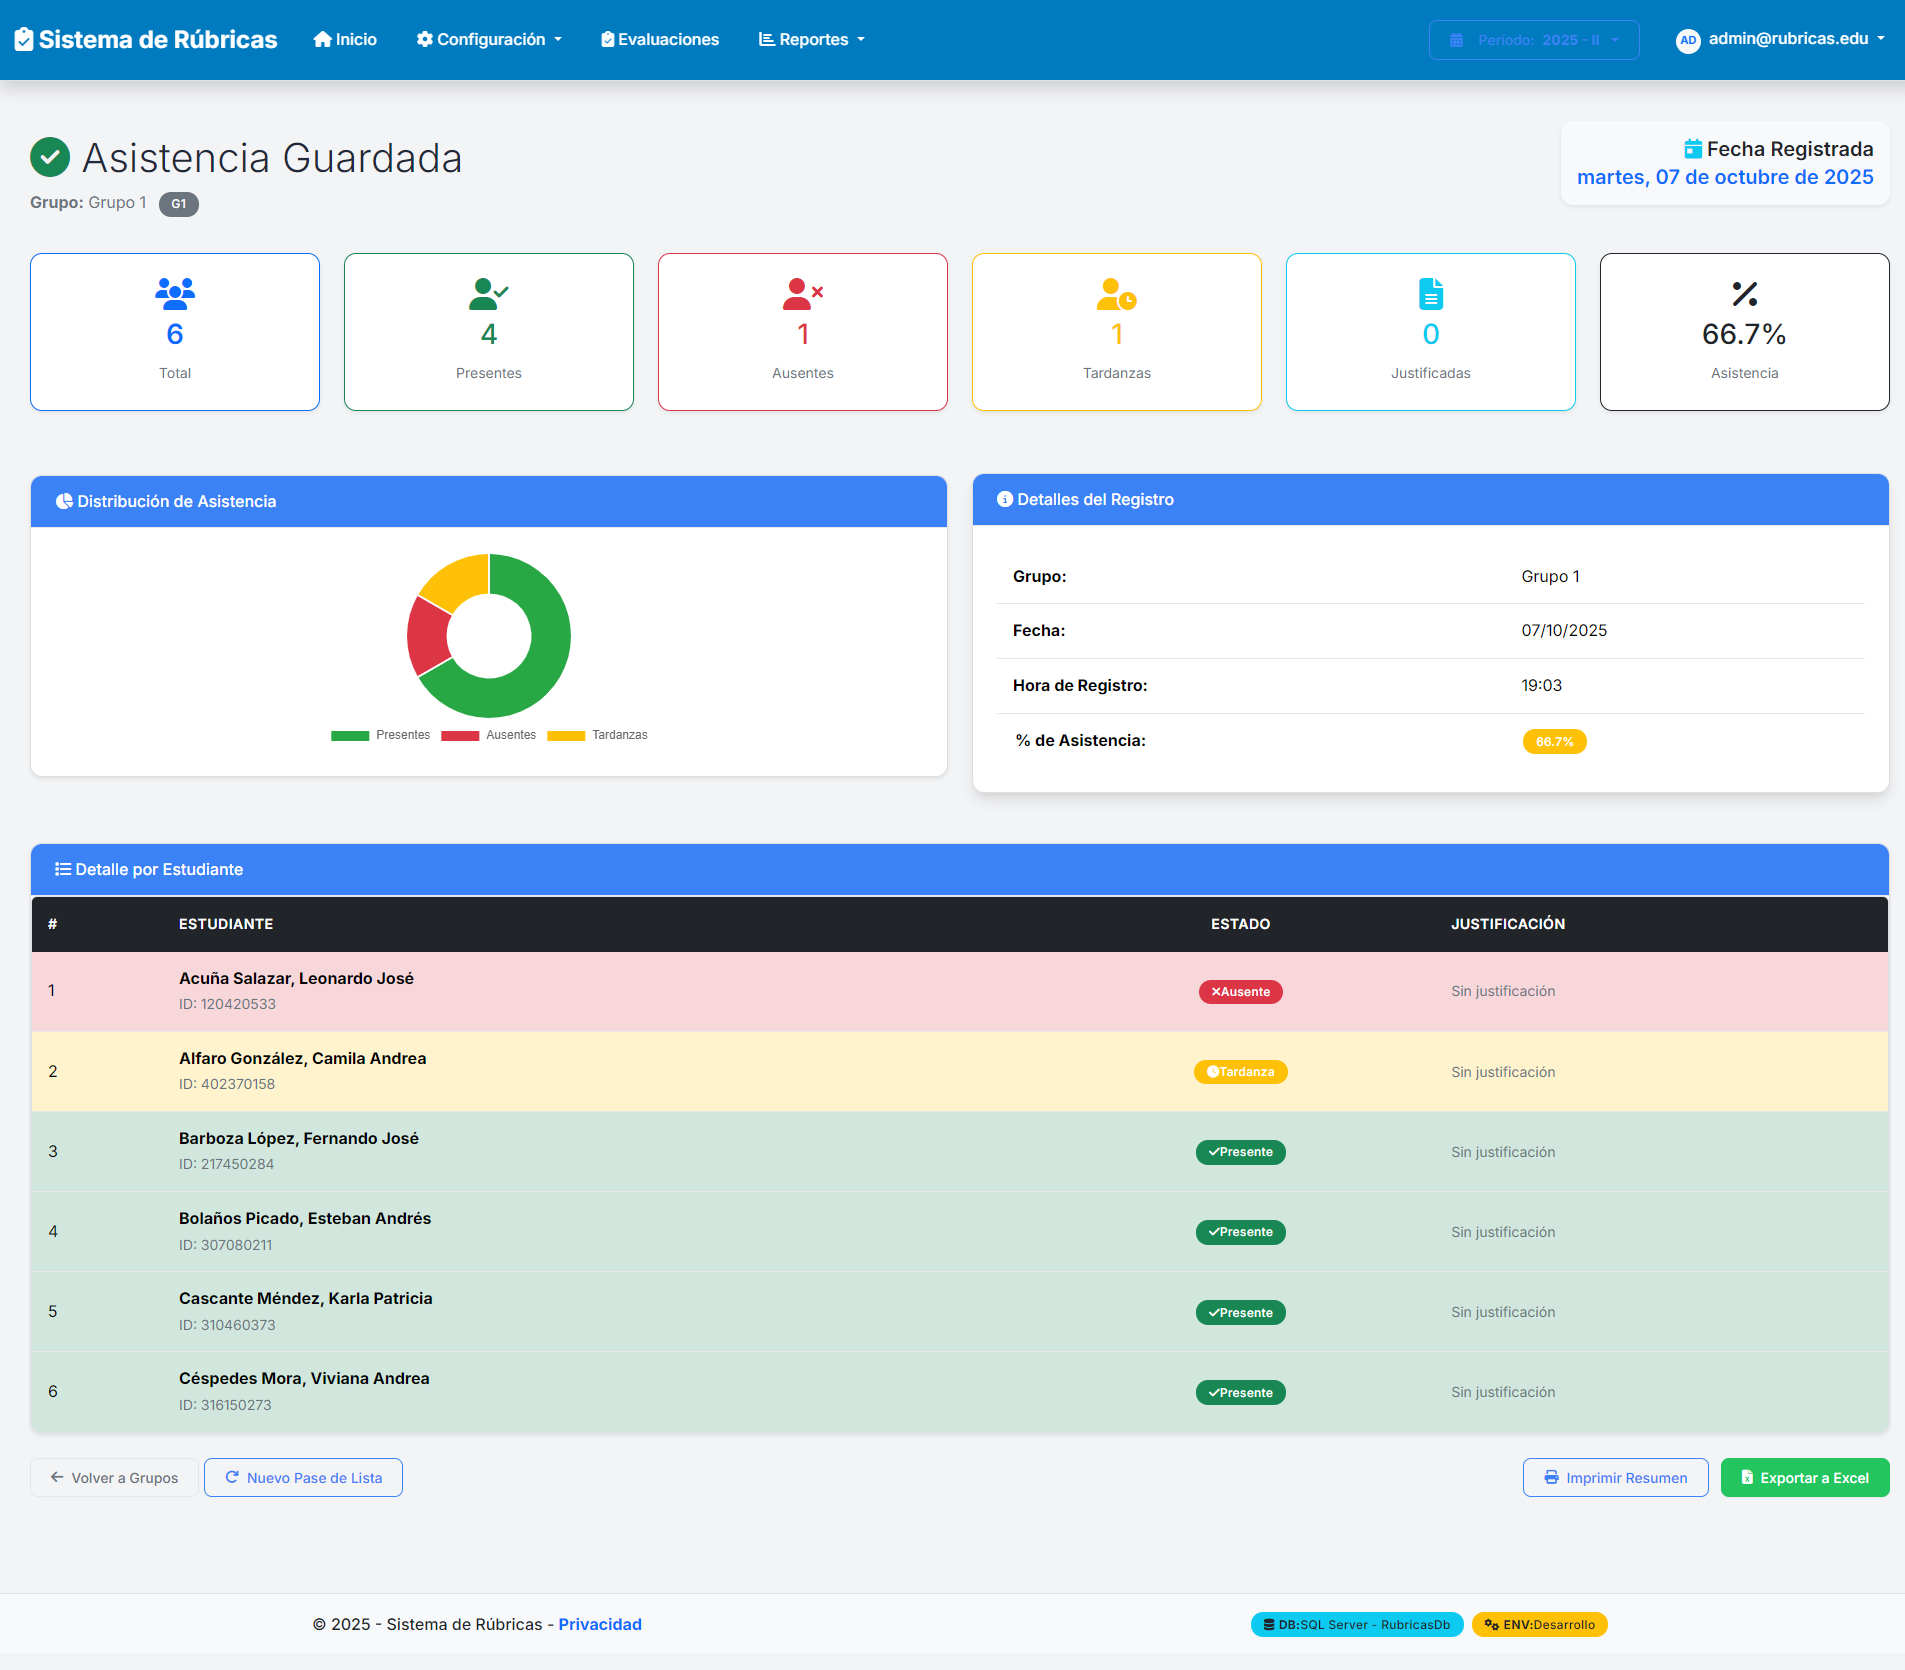 Sistema de Rúbricas Inicio Configuración Evaluaciones Reportes Período: 2025 - II AD admin@rubricas.edu
Asistencia Guardada
Grupo: Grupo 1 G1
Fecha Registrada
martes, 07 de octubre de 2025
6
Total
4
Presentes
1
Ausentes
1
Tardanzas
0
Justificadas
66.7%
Asistencia
Distribución de Asistencia
Presentes Ausentes Tardanzas
Detalles del Registro
Grupo: Grupo 1
Fecha: 07/10/2025
Hora de Registro: 19:03
% de Asistencia: 66.7%
Detalle por Estudiante
# ESTUDIANTE ESTADO JUSTIFICACIÓN
1 Acuña Salazar, Leonardo José Ausente Sin justificación
ID: 120420533
2 Alfaro González, Camila Andrea Tardanza Sin justificación
ID: 402370158
3 Barboza López, Fernando José Presente Sin justificación
ID: 217450284
4 Bolaños Picado, Esteban Andrés Presente Sin justificación
ID: 307080211
5 Cascante Méndez, Karla Patricia Presente Sin justificación
ID: 310460373
6 Céspedes Mora, Viviana Andrea Presente Sin justificación
ID: 316150273
Volver a Grupos Nuevo Pase de Lista Imprimir Resumen Exportar a Excel
© 2025 - Sistema de Rúbricas - Privacidad DB:SQL Server - RubricasDb ENV:Desarrollo